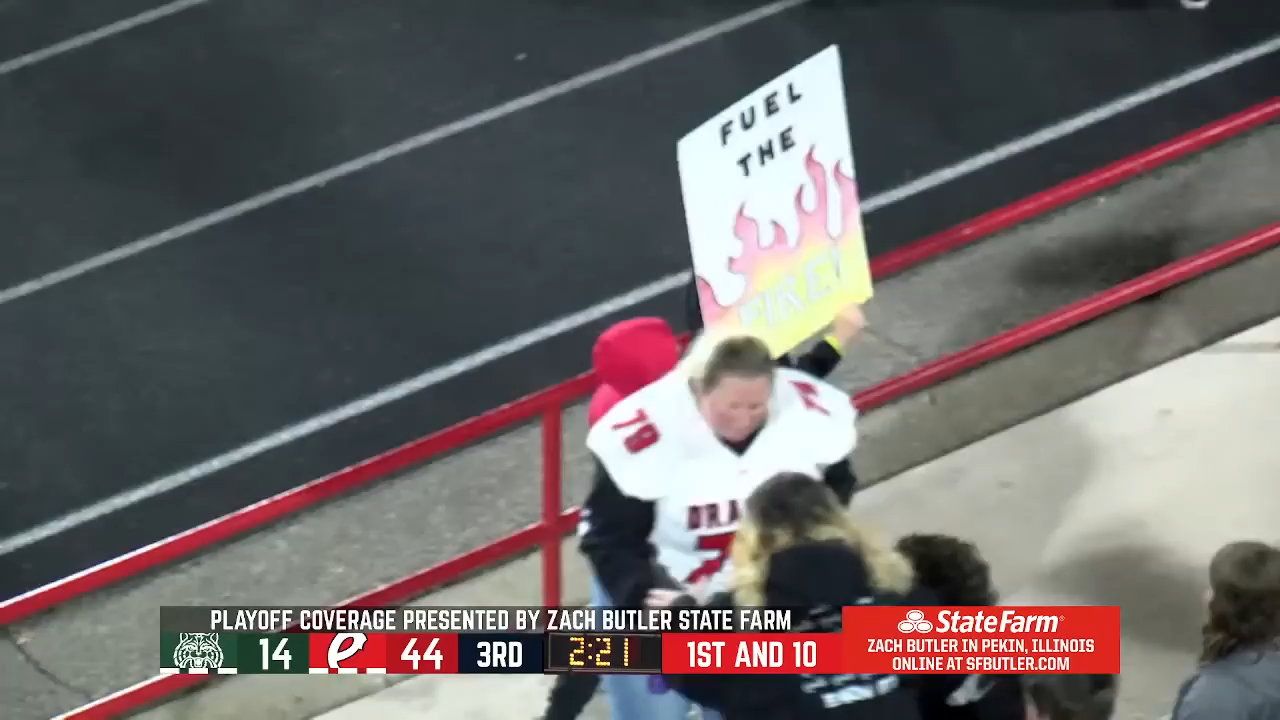 FUEL
THE
FIRE!
78
DRA
PLAYOFF COVERAGE PRESENTED BY ZACH BUTLER STATE FARM
14 e 44 3RD 2:21 1ST AND 10
StateFarm®
ZACH BUTLER IN PEKIN, ILLINOIS
ONLINE AT SFBUTLER.COM